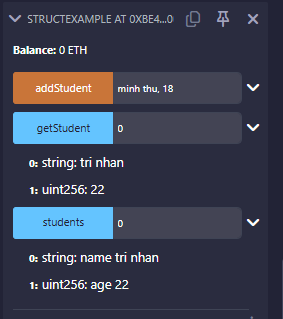 STRUCTEXAMPLE AT 0XBE4...0
Balance: 0 ETH
addStudent minh thu, 18
getStudent 0
0: string: tri nhan
1: uint256: 22
students 0
0: string: name tri nhan
1: uint256: age 22